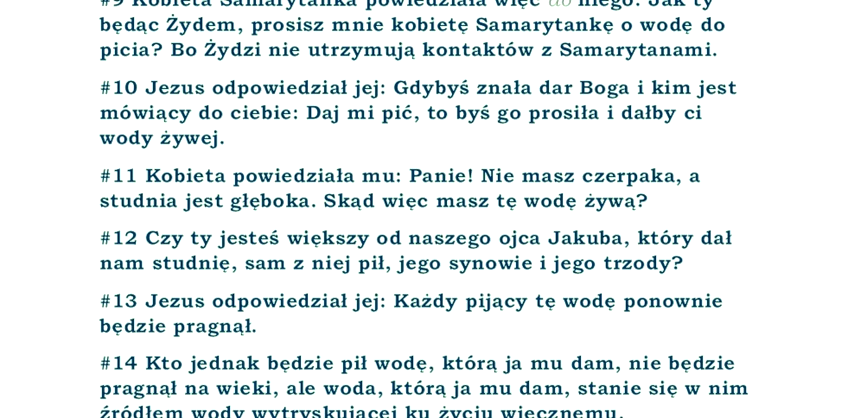 #9 Kobieta Samarytanka powiedziała więc do niego: Jak ty
będąc Żydem, prosisz mnie kobietę Samarytankę o wodę do
picia? Bo Żydzi nie utrzymują kontaktów z Samarytanami.
#10 Jezus odpowiedział jej: Gdybyś znała dar Boga i kim jest
mówiący do ciebie: Daj mi pić, to byś go prosiła i dałby ci
wody żywej.
#11 Kobieta powiedziała mu: Panie! Nie masz czerpaka, a
studnia jest głęboka. Skąd więc masz tę wodę żywą?
#12 Czy ty jesteś większy od naszego ojca Jakuba, który dał
nam studnię, sam z niej pił, jego synowie i jego trzody?
#13 Jezus odpowiedział jej: Każdy pijący tę wodę ponownie
będzie pragnął.
#14 Kto jednak będzie pił wodę, którą ja mu dam, nie będzie
pragnął na wieki, ale woda, którą ja mu dam, stanie się w nim
źródłem wody wytryskującej ku życiu wiecznemu.